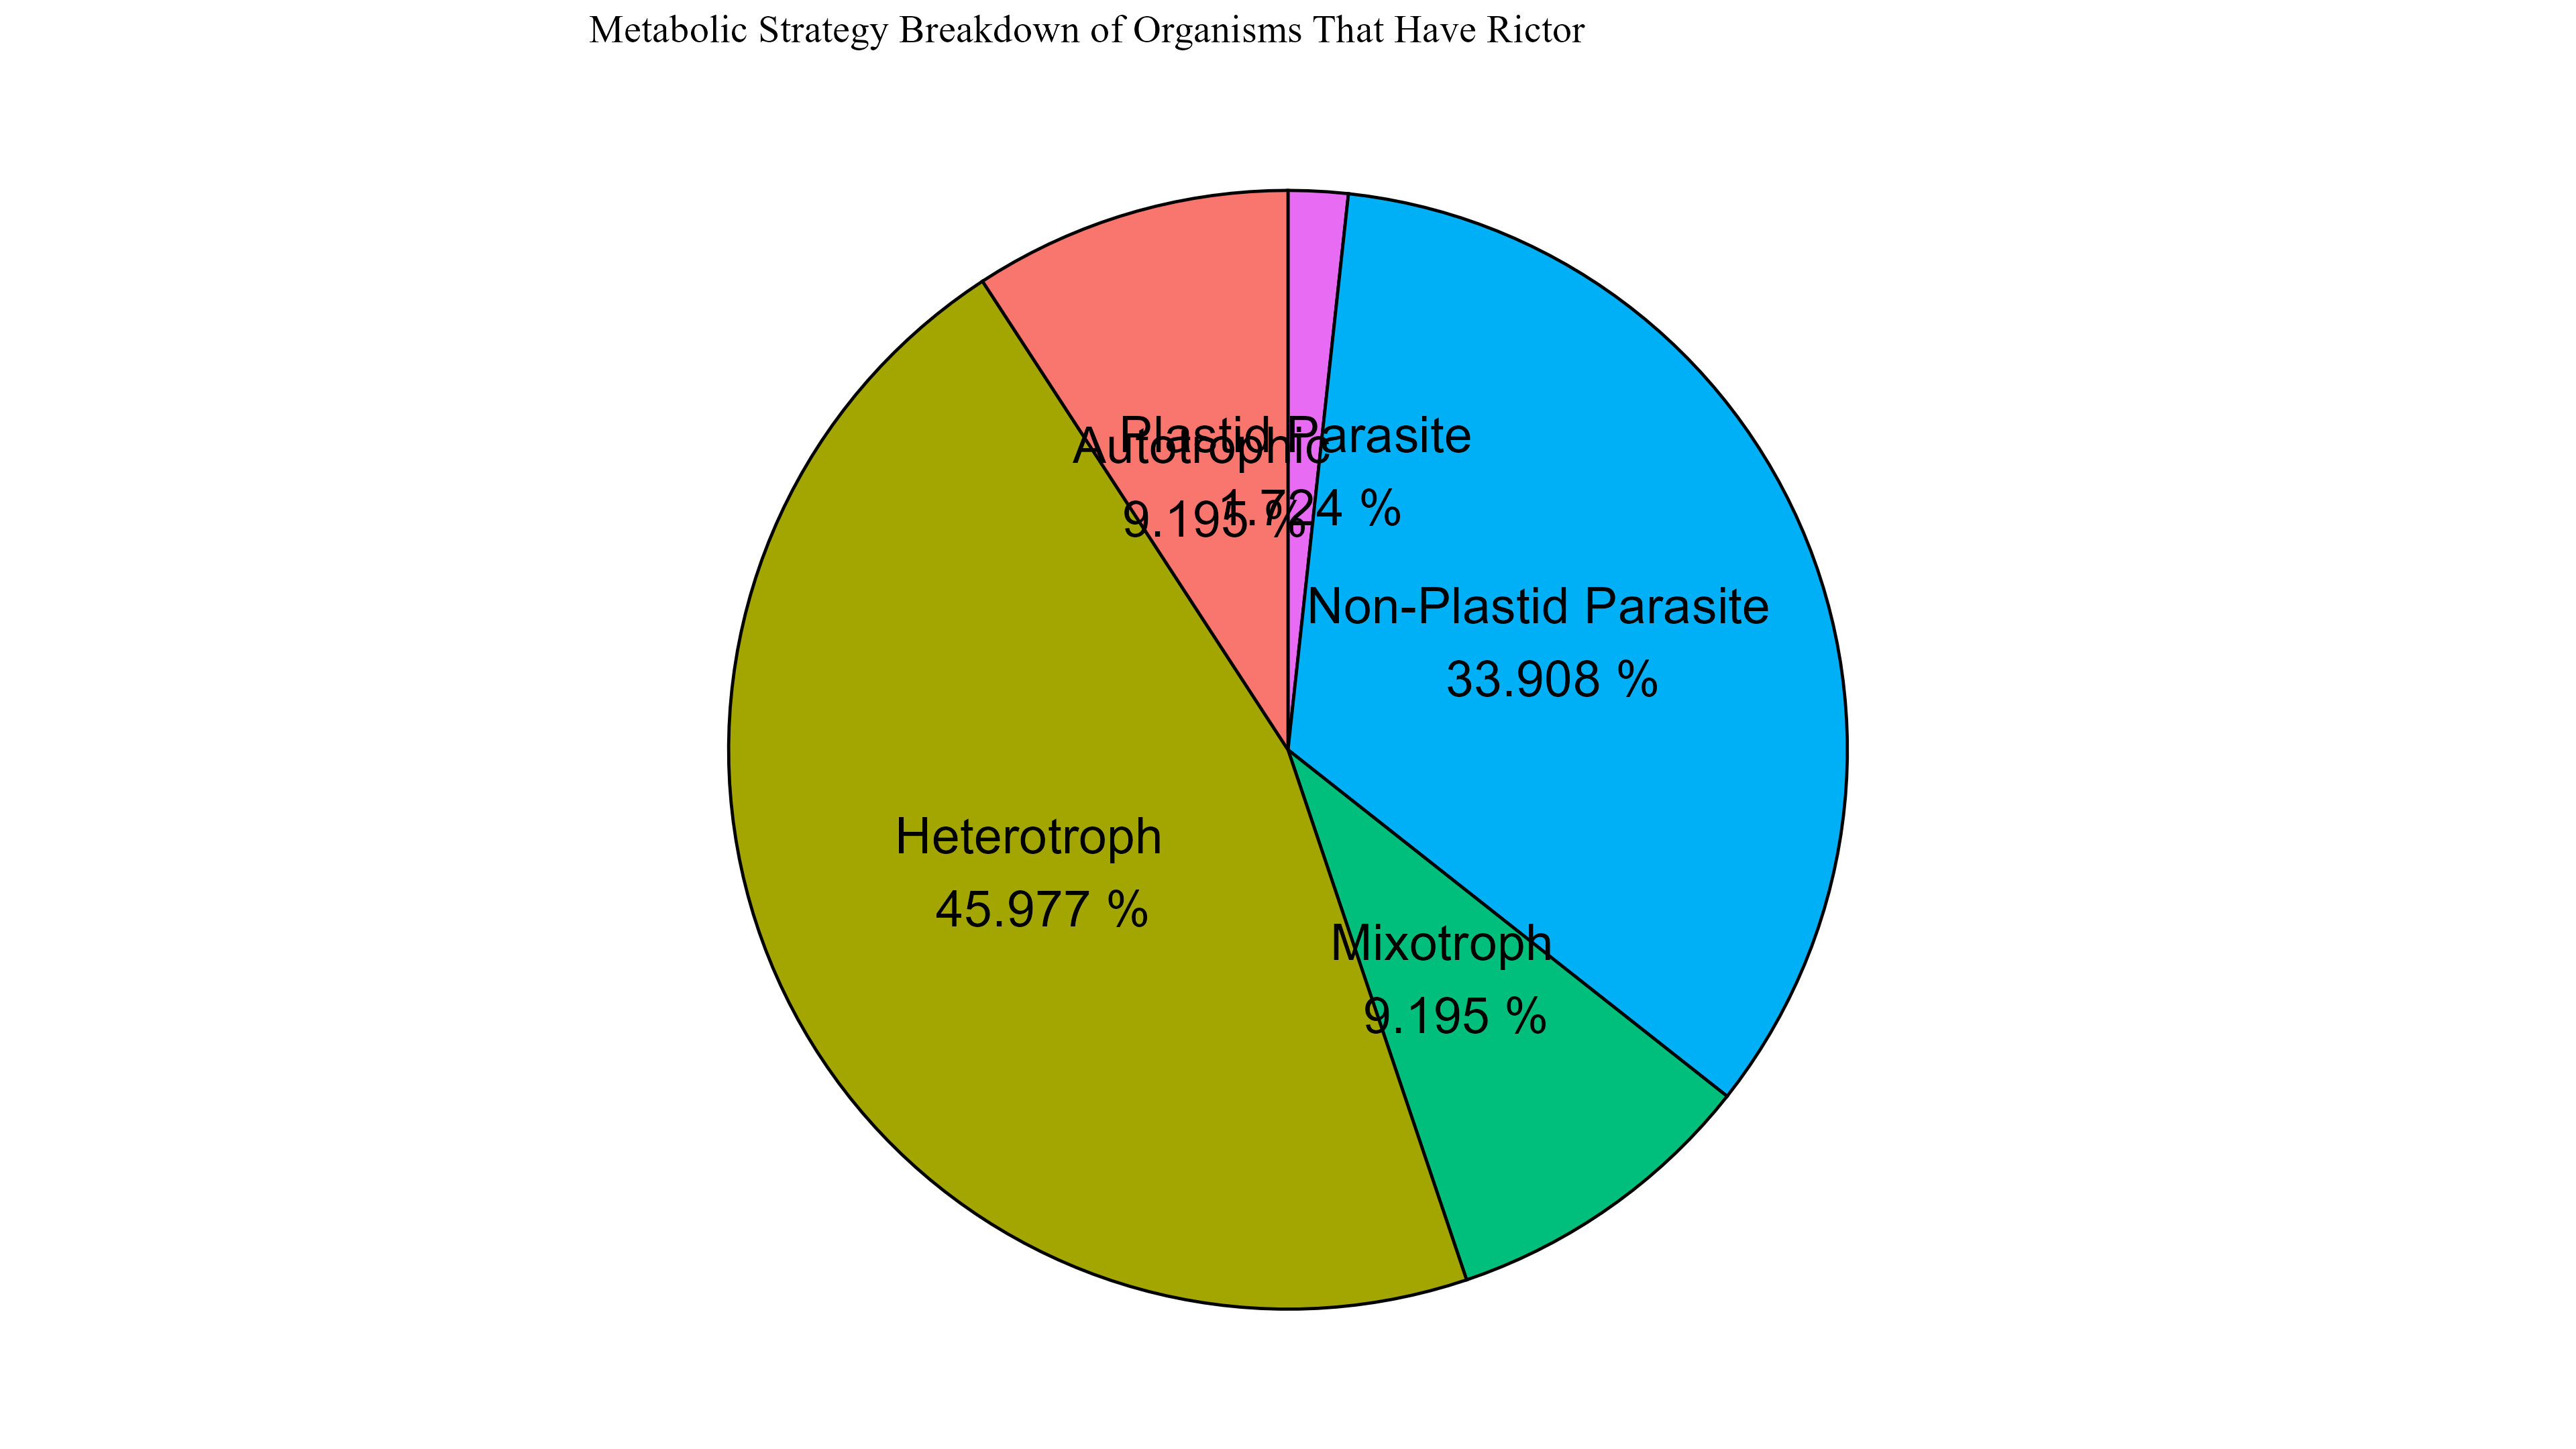 Metabolic Strategy Breakdown of Organisms That Have Rictor
Plastid Parasite
1.724 %
Autotrophic
9.195 %
Non-Plastid Parasite
33.908 %
Heterotroph
45.977 %
Mixotroph
9.195 %